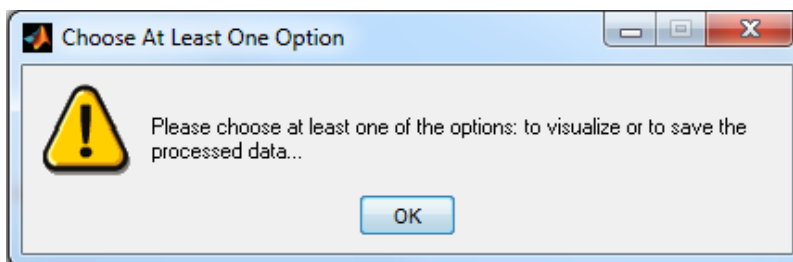 Choose At Least One Option
Please choose at least one of the options: to visualize or to save the
processed data...
OK